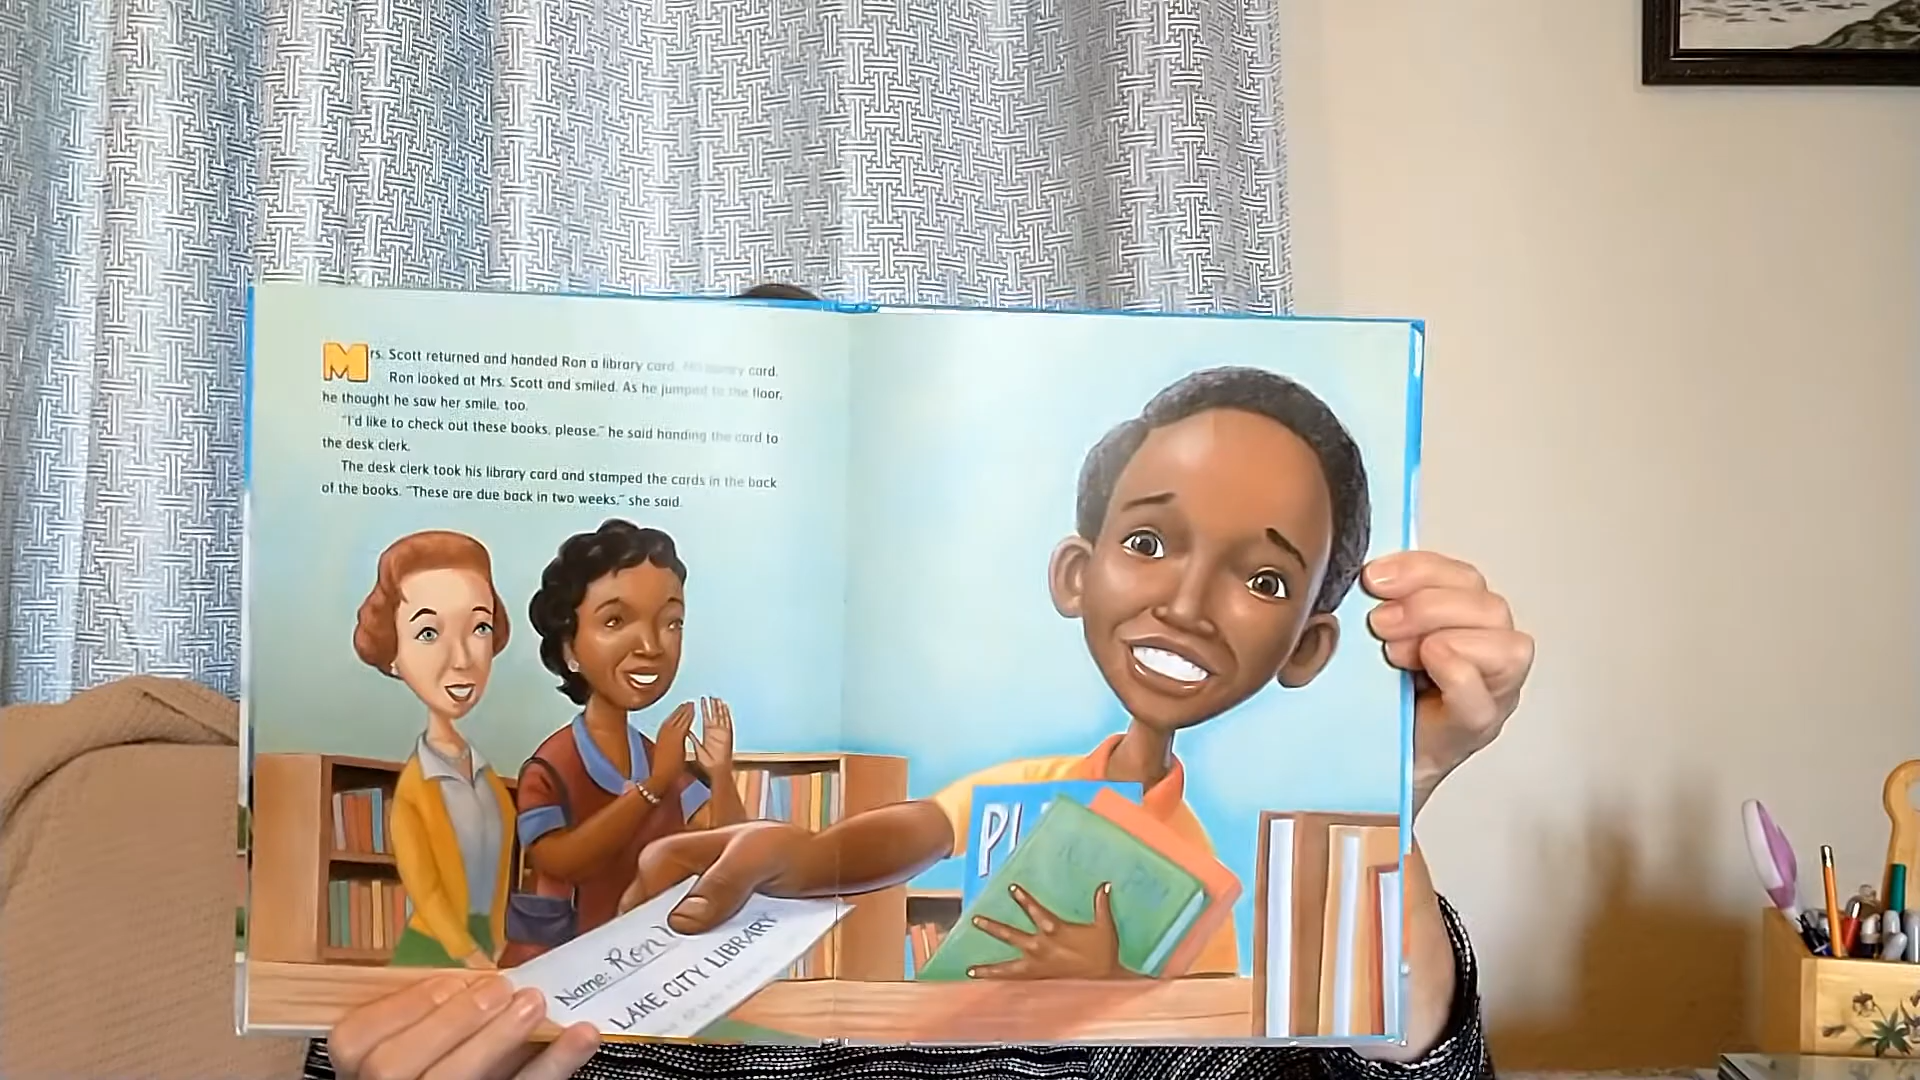 Mrs. Scott returned and handed Ron a library card. His library card.
Ron looked at Mrs. Scott and smiled. As he jumped to the floor,
he thought he saw her smile, too.
"I'd like to check out these books, please," he said handing the card to
the desk clerk.
The desk clerk took his library card and stamped the cards in the back
of the books. "These are due back in two weeks," she said.
Name: Ron
LAKE CITY LIBRARY